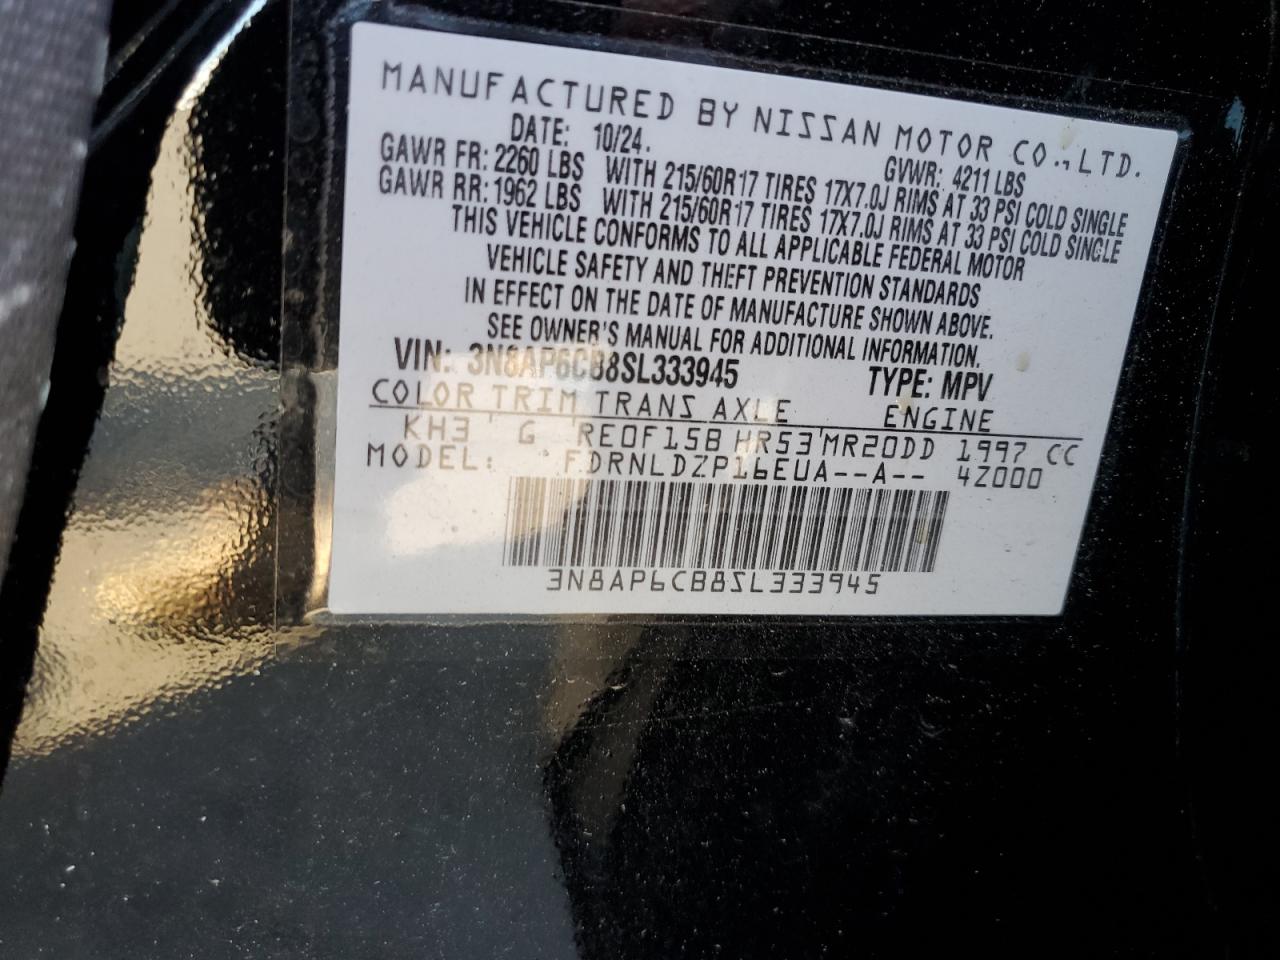 MANUFACTURED BY NISSAN MOTOR CO., LTD.
DATE: 10/24. GVWR: 4211 LBS
GAWR FR: 2260 LBS WITH 215/60R17 TIRES 17X7.0J RIMS AT 33 PSI COLD SINGLE
GAWR RR: 1962 LBS WITH 215/60R17 TIRES 17X7.0J RIMS AT 33 PSI COLD SINGLE
THIS VEHICLE CONFORMS TO ALL APPLICABLE FEDERAL MOTOR
VEHICLE SAFETY AND THEFT PREVENTION STANDARDS
IN EFFECT ON THE DATE OF MANUFACTURE SHOWN ABOVE.
SEE OWNER'S MANUAL FOR ADDITIONAL INFORMATION.
VIN: 3N8AP6CB8SL333945 TYPE: MPV
COLOR TRIM TRANS AXLE ENGINE
KH3 G RE0F15B HR53 MR20DD 1997 CC
MODEL: FDRNLDZP16EUA--A-- 4Z000
3N8AP6CB8SL333945